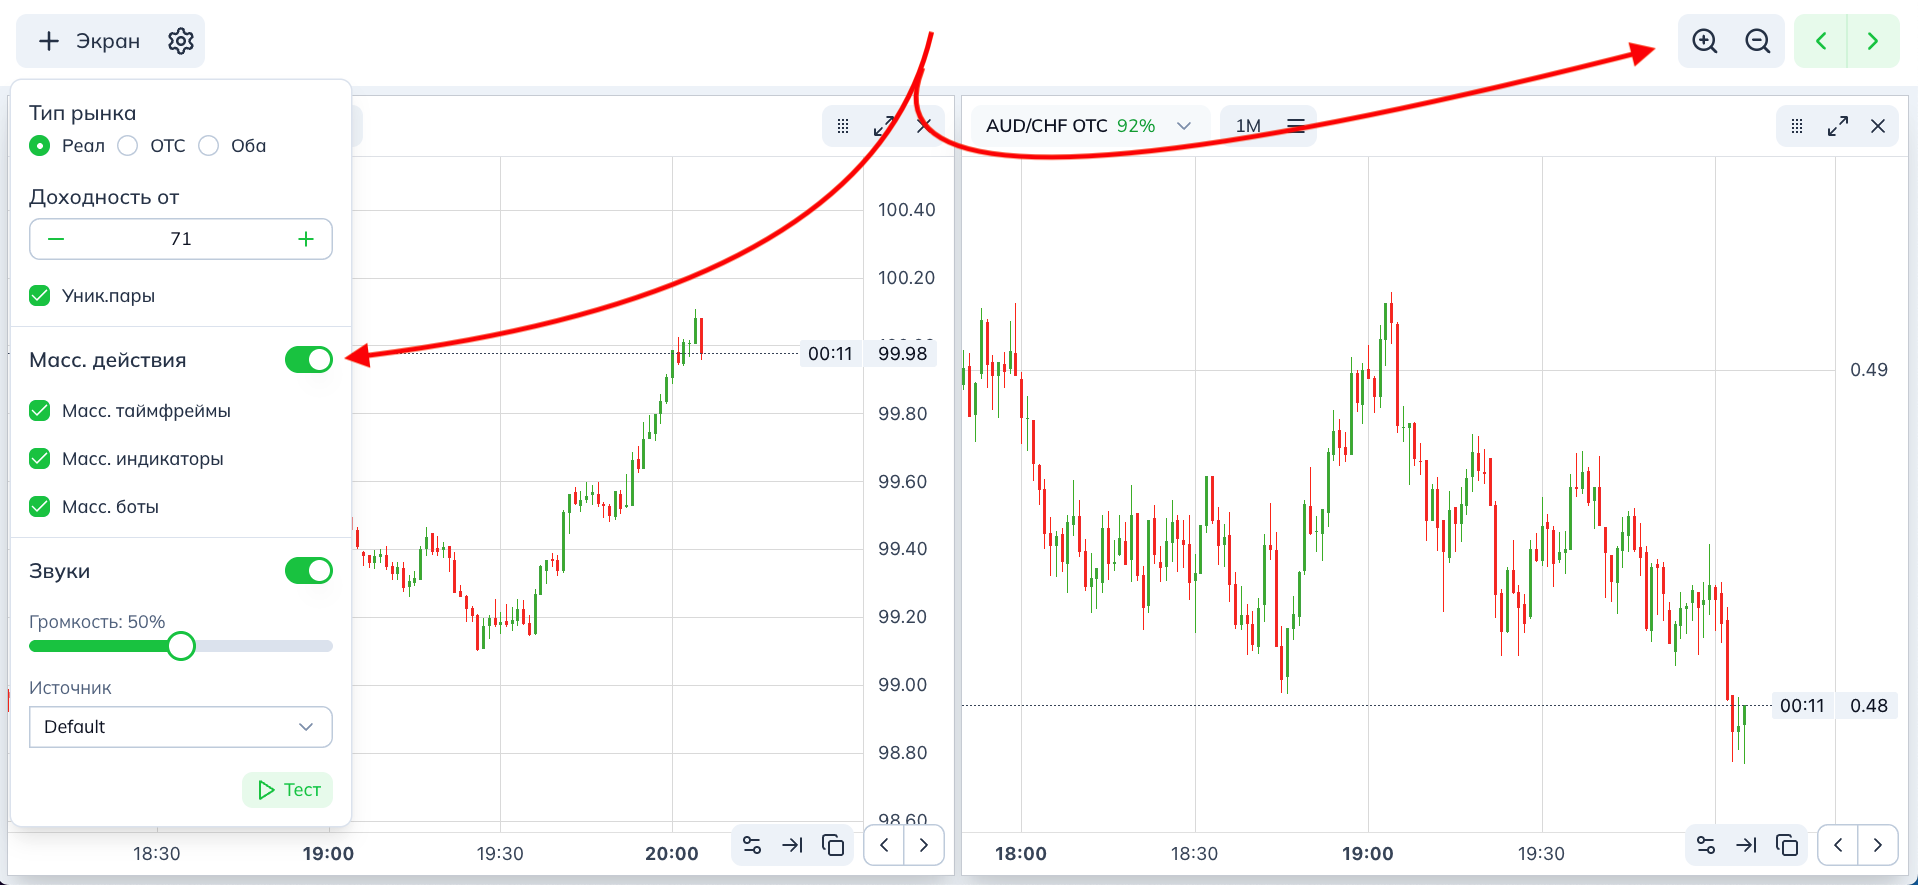 Экран
Тип рынка
Реал OTC Оба
Доходность от
71
Уник.пары
Масс. действия
Масс. таймфреймы
Масс. индикаторы
Масс. боты
Звуки
Громкость: 50%
Источник
Default
Тест
100.40
100.20
00:11 99.98
99.80
99.60
99.40
99.20
99.00
98.80
98.60
18:30 19:00 19:30 20:00
AUD/CHF OTC 92% 1M
0.49
00:11 0.48
18:00 18:30 19:00 19:30